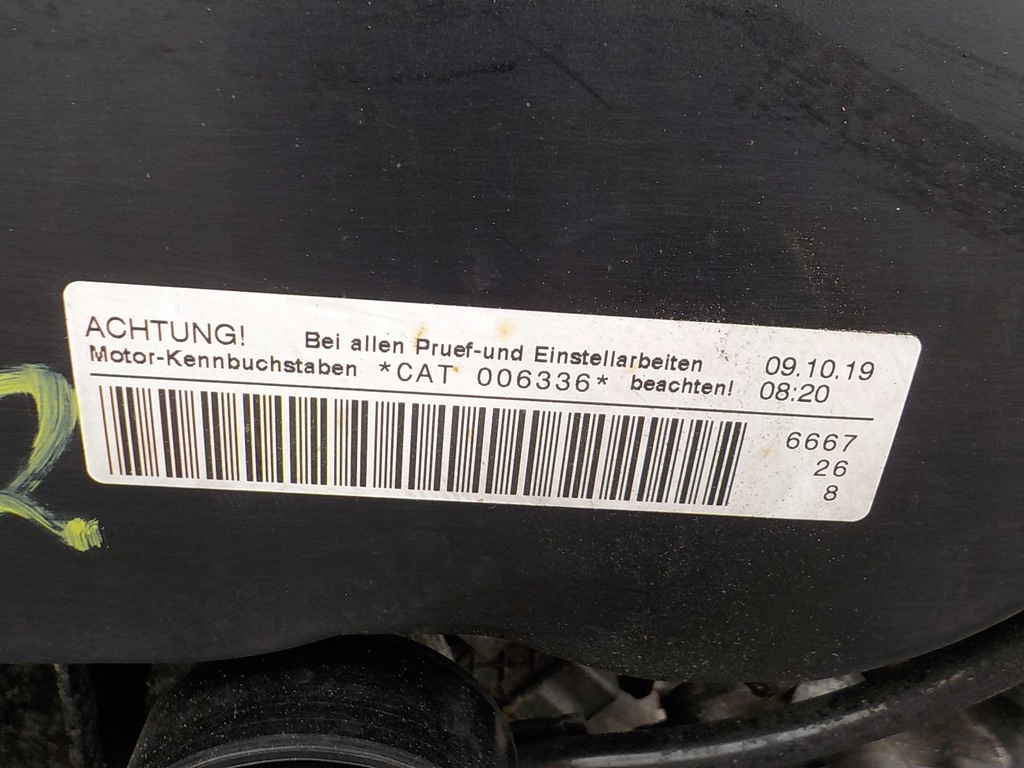 ACHTUNG! Bei allen Pruef-und Einstellarbeiten 09.10.19
Motor-Kennbuchstaben *CAT 006336* beachten! 08:20
6667
26
8
2